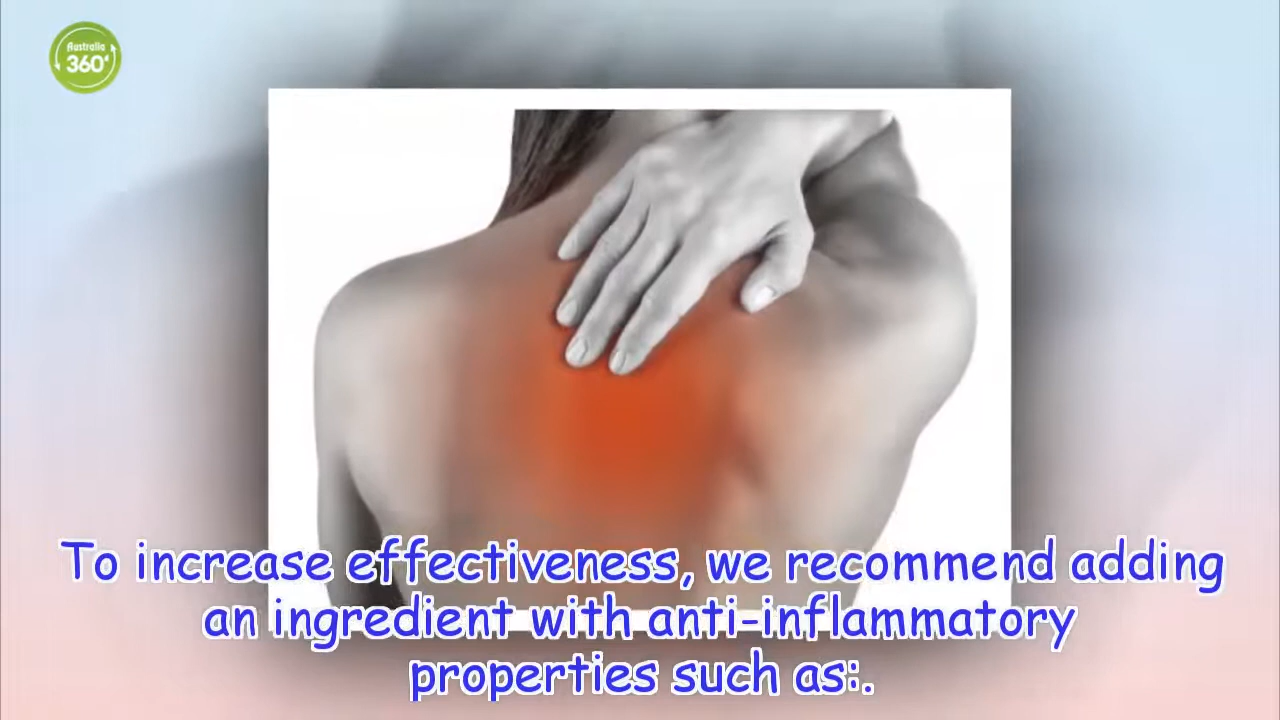 Australia
360°
To increase effectiveness, we recommend adding
an ingredient with anti-inflammatory
properties such as:.